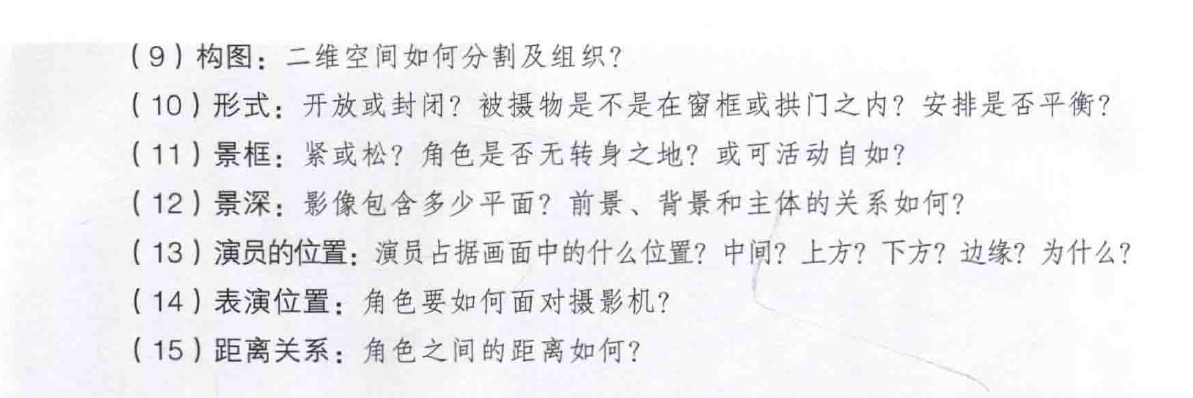 （9）构图：二维空间如何分割及组织？
（10）形式：开放或封闭？被摄物是不是在窗框或拱门之内？安排是否平衡？
（11）景框：紧或松？角色是否无转身之地？或可活动自如？
（12）景深：影像包含多少平面？前景、背景和主体的关系如何？
（13）演员的位置：演员占据画面中的什么位置？中间？上方？下方？边缘？为什么？
（14）表演位置：角色要如何面对摄影机？
（15）距离关系：角色之间的距离如何？